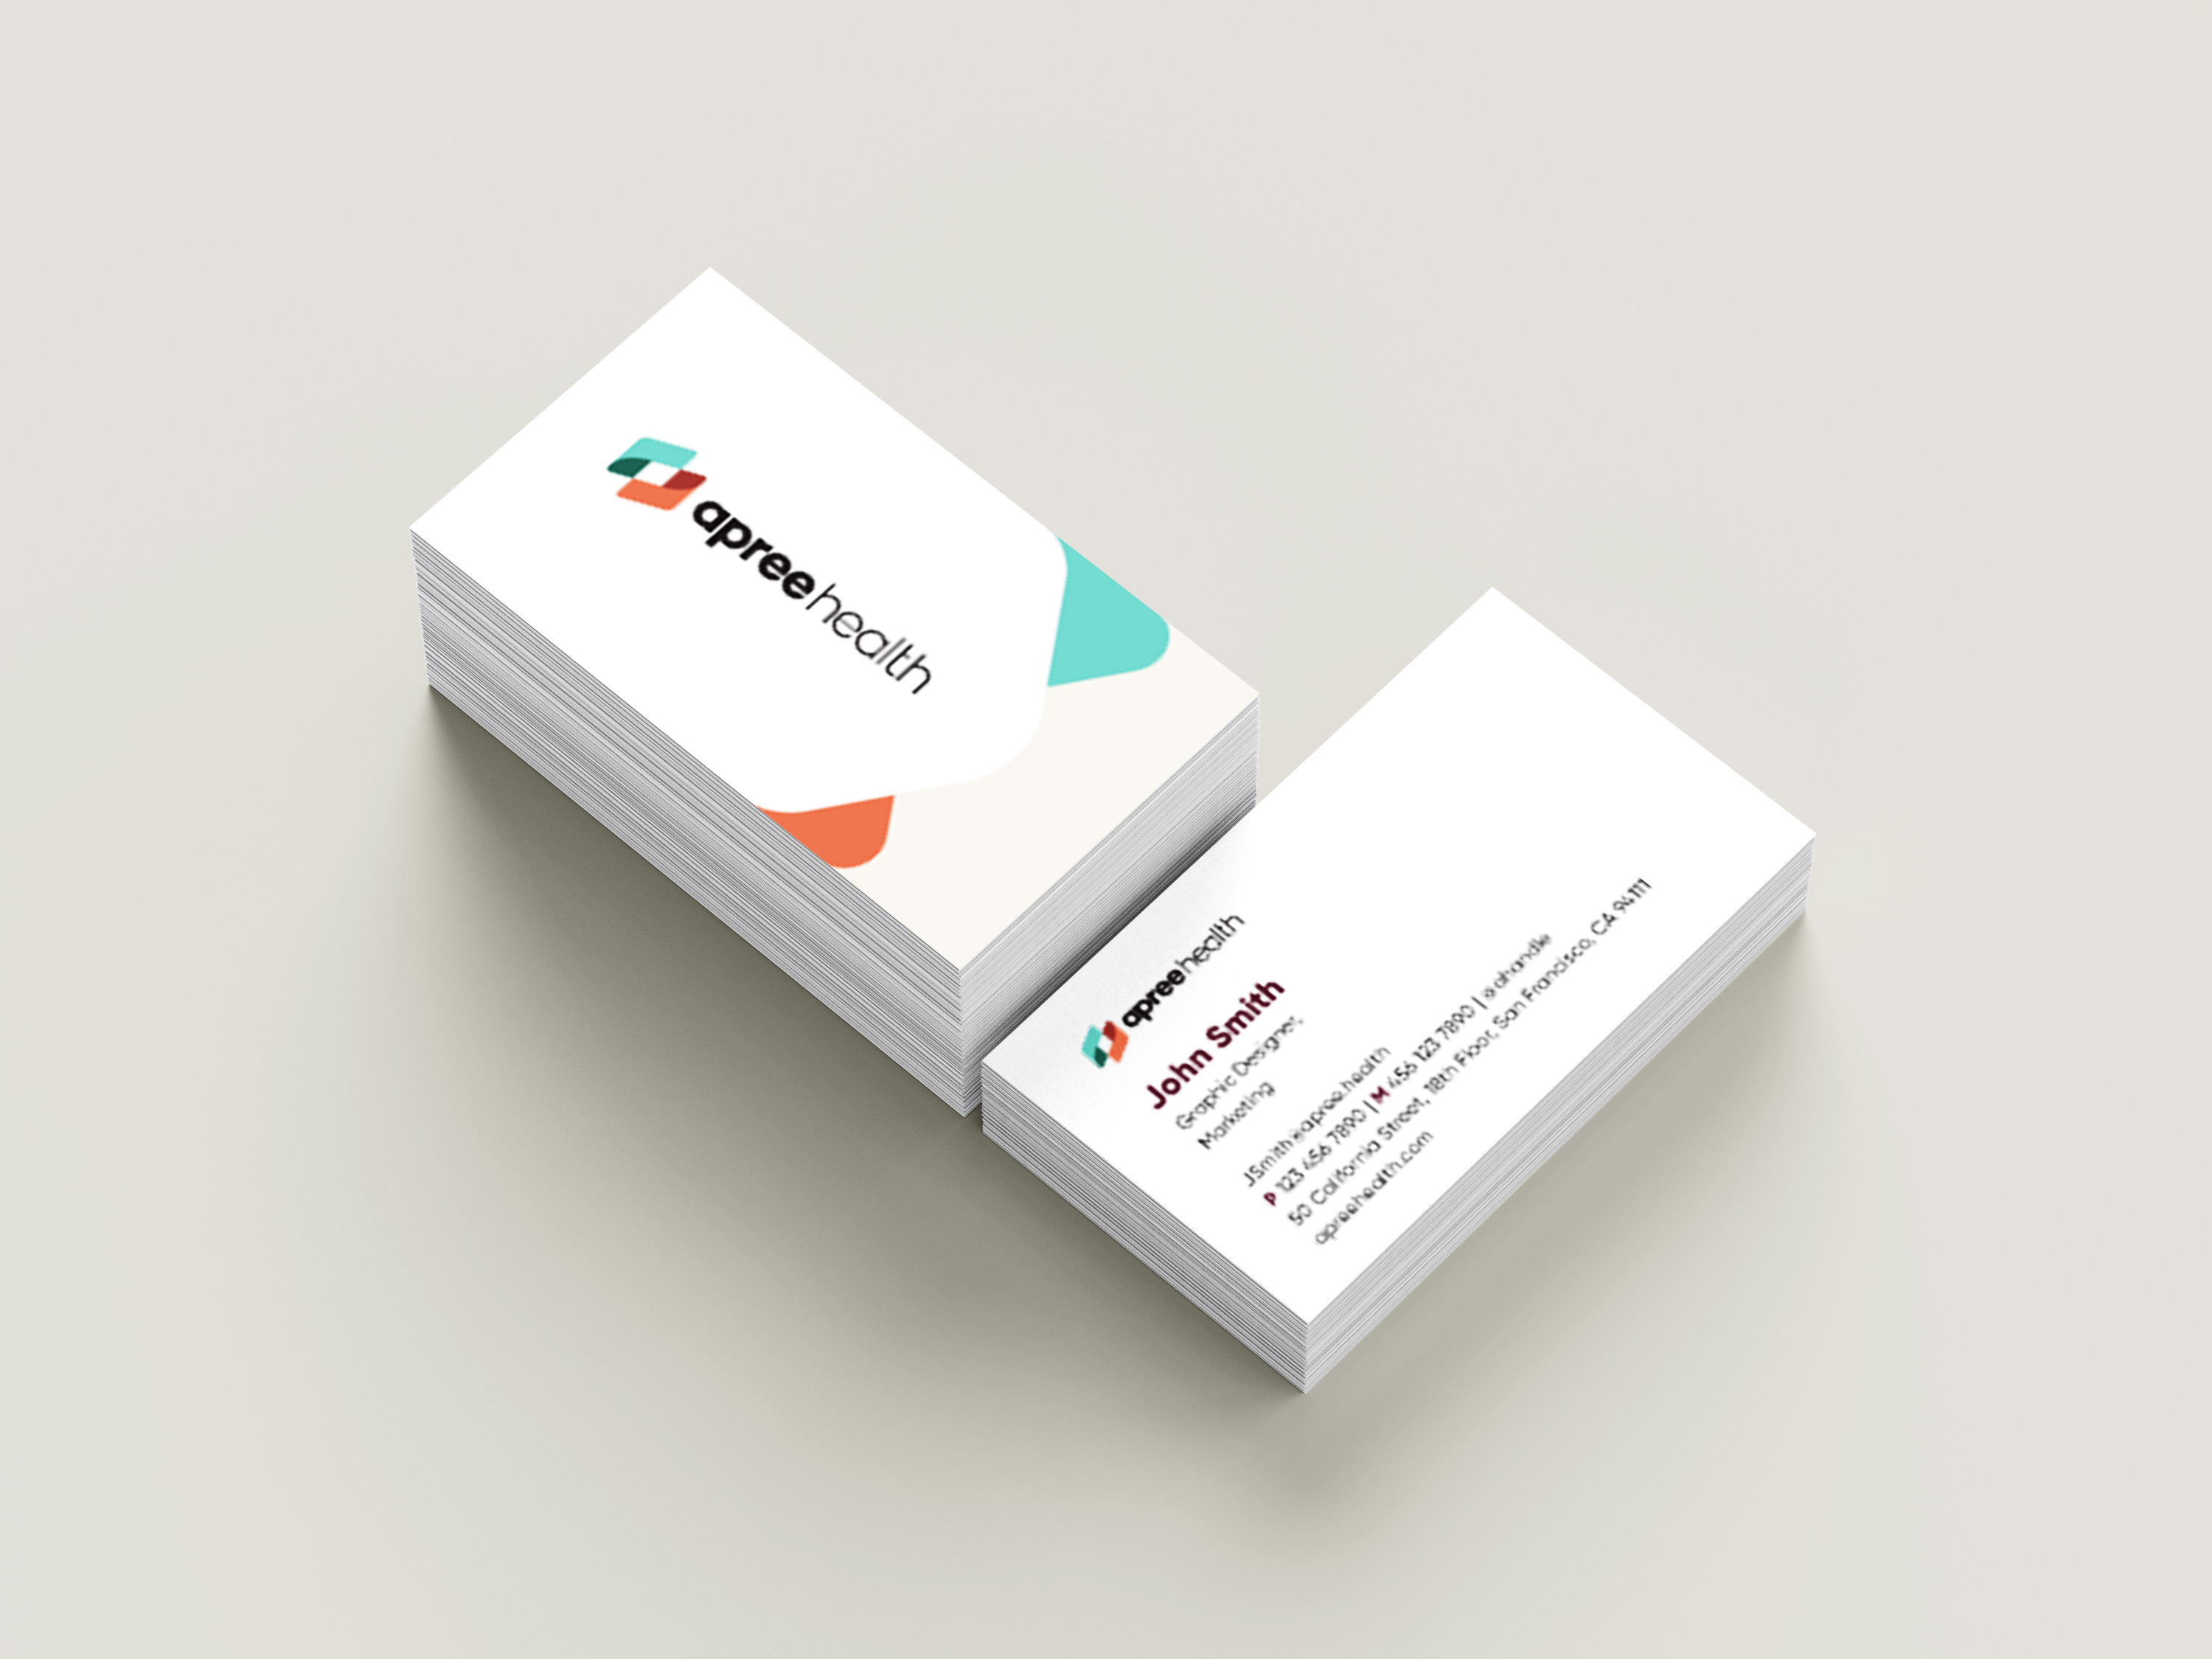 apreehealth
apreehealth
John Smith
Graphic Designer,
Marketing
JSmith@apree.health
P 123 456 7890 | M 456 123 7890 | @ahandle
50 California Street, 18th Floor, San Francisco, CA 94111
apreehealth.com